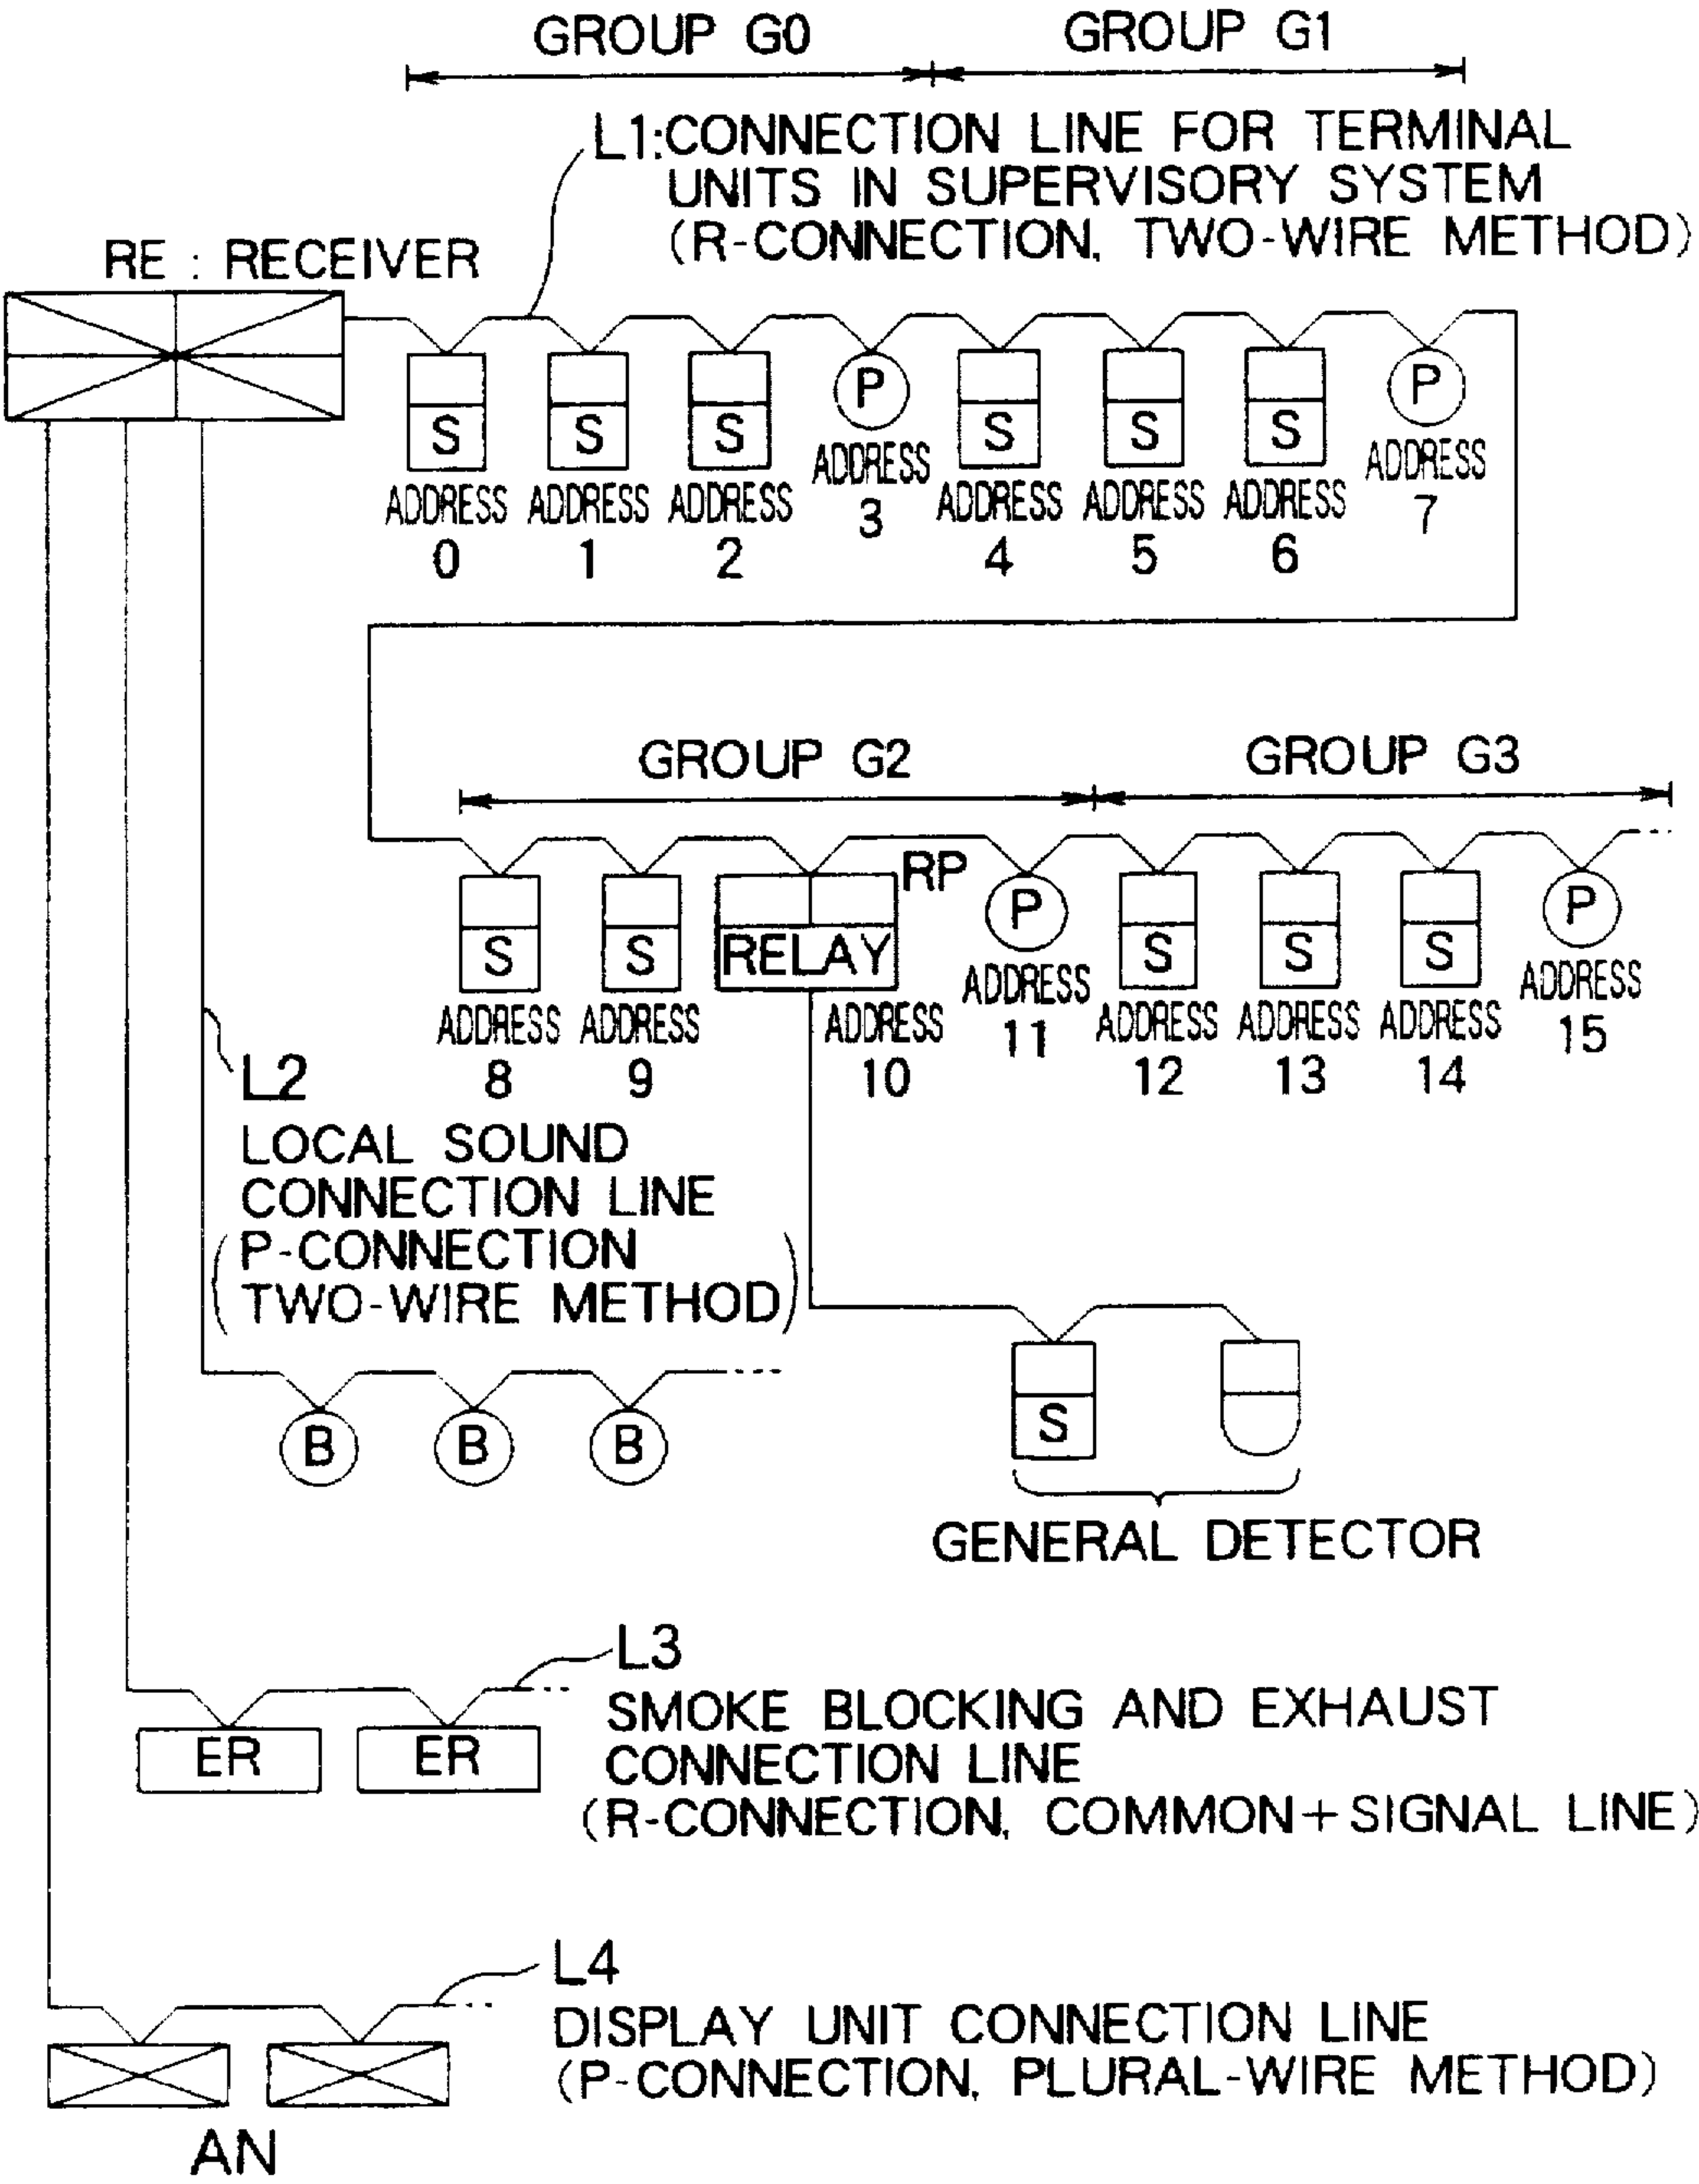 GROUP G0 GROUP G1
L1:CONNECTION LINE FOR TERMINAL
UNITS IN SUPERVISORY SYSTEM
(R-CONNECTION, TWO-WIRE METHOD)
RE : RECEIVER
S S S P S S S P
ADDRESS ADDRESS ADDRESS ADDRESS ADDRESS ADDRESS ADDRESS ADDRESS
0 1 2 3 4 5 6 7
GROUP G2 GROUP G3
RP
S S RELAY P S S S P
ADDRESS ADDRESS ADDRESS ADDRESS ADDRESS ADDRESS ADDRESS ADDRESS
8 9 10 11 12 13 14 15
L2
LOCAL SOUND
CONNECTION LINE
(P-CONNECTION
TWO-WIRE METHOD)
B B B
S
GENERAL DETECTOR
L3
SMOKE BLOCKING AND EXHAUST
CONNECTION LINE
(R-CONNECTION, COMMON+SIGNAL LINE)
ER ER
L4
DISPLAY UNIT CONNECTION LINE
(P-CONNECTION, PLURAL-WIRE METHOD)
AN